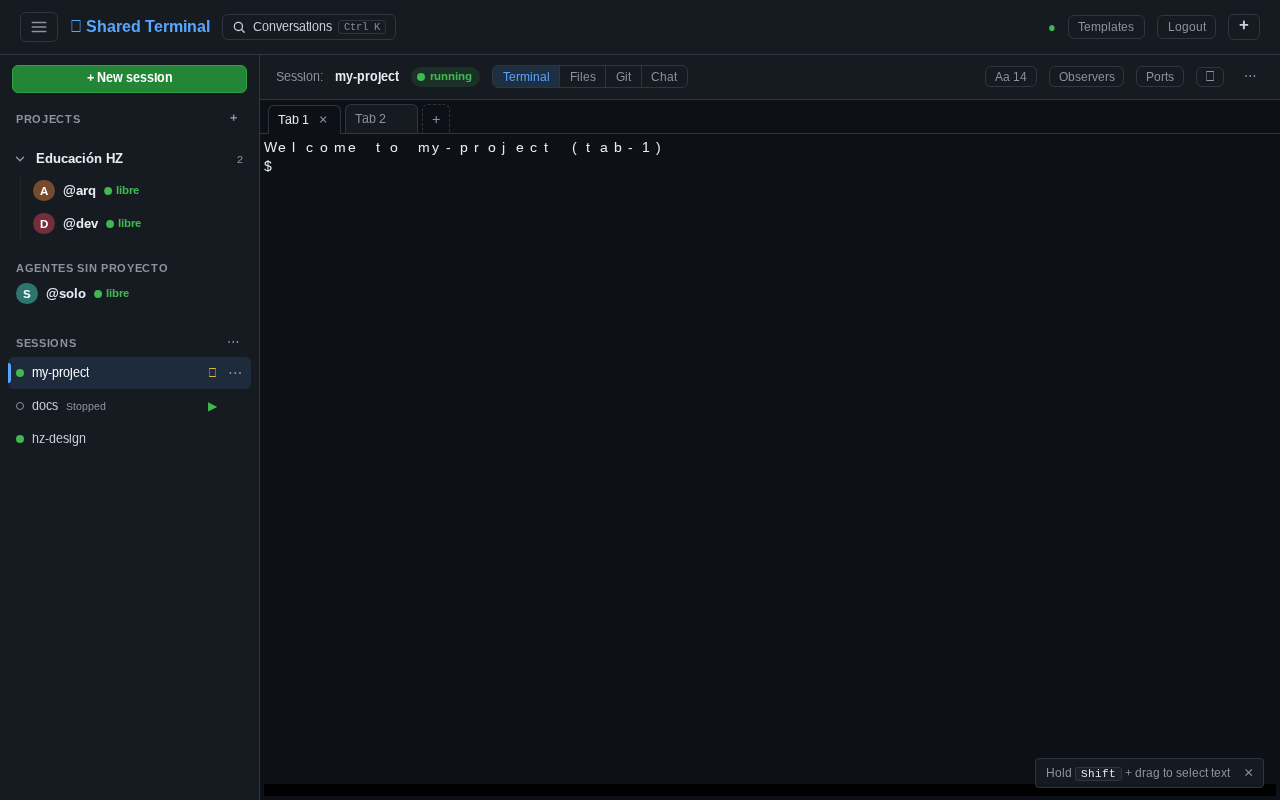 Shared Terminal
Conversations Ctrl K
Templates
Logout
+
+ New session
PROJECTS +
Educación HZ 2
A @arq libre
D @dev libre
AGENTES SIN PROYECTO
S @solo libre
SESSIONS ...
my-project ...
docs Stopped
hz-design
Session: my-project running
Terminal Files Git Chat
Aa 14 Observers Ports ...
Tab 1 × Tab 2 +
Welcome to my-project (tab-1)
$
Hold Shift + drag to select text ×